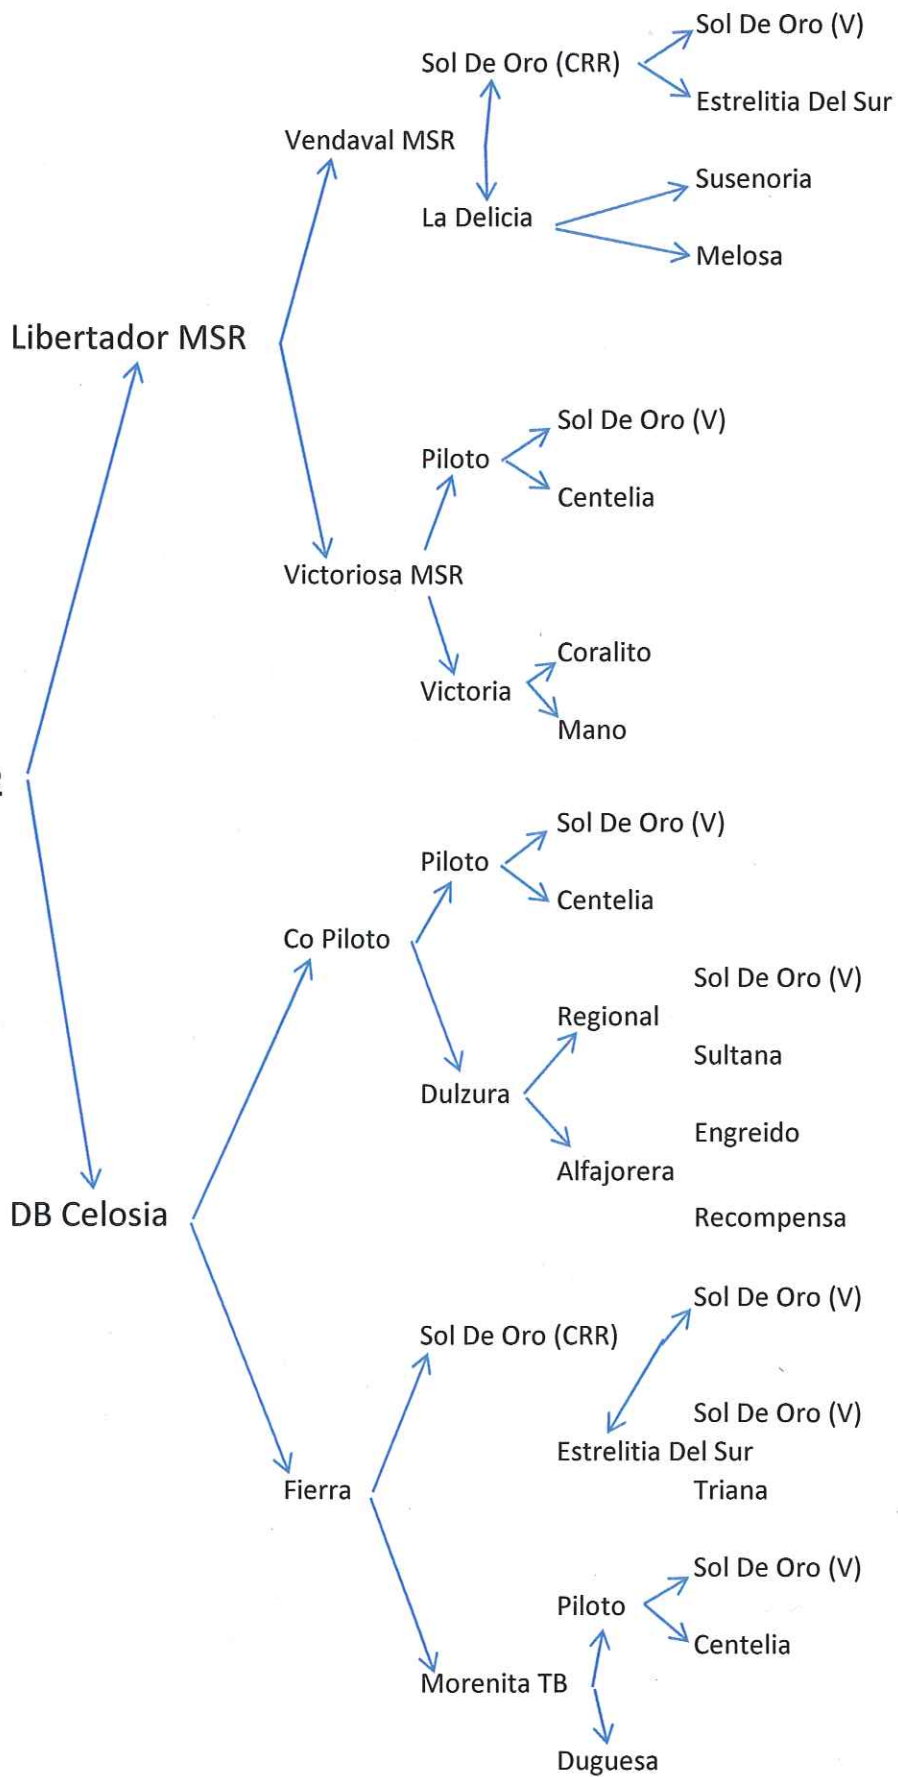 Sol De Oro (V)
Sol De Oro (CRR)
Estrelitia Del Sur
Vendaval MSR
Susenoria
La Delicia
Melosa
Libertador MSR
Sol De Oro (V)
Piloto
Centelia
Victoriosa MSR
Coralito
Victoria
Mano
Sol De Oro (V)
Piloto
Centelia
Co Piloto
Sol De Oro (V)
Regional
Sultana
Dulzura
Engreido
Alfajorera
DB Celosia
Recompensa
Sol De Oro (V)
Sol De Oro (CRR)
Sol De Oro (V)
Estrelitia Del Sur
Fierra
Triana
Sol De Oro (V)
Piloto
Centelia
Morenita TB
Duguesa